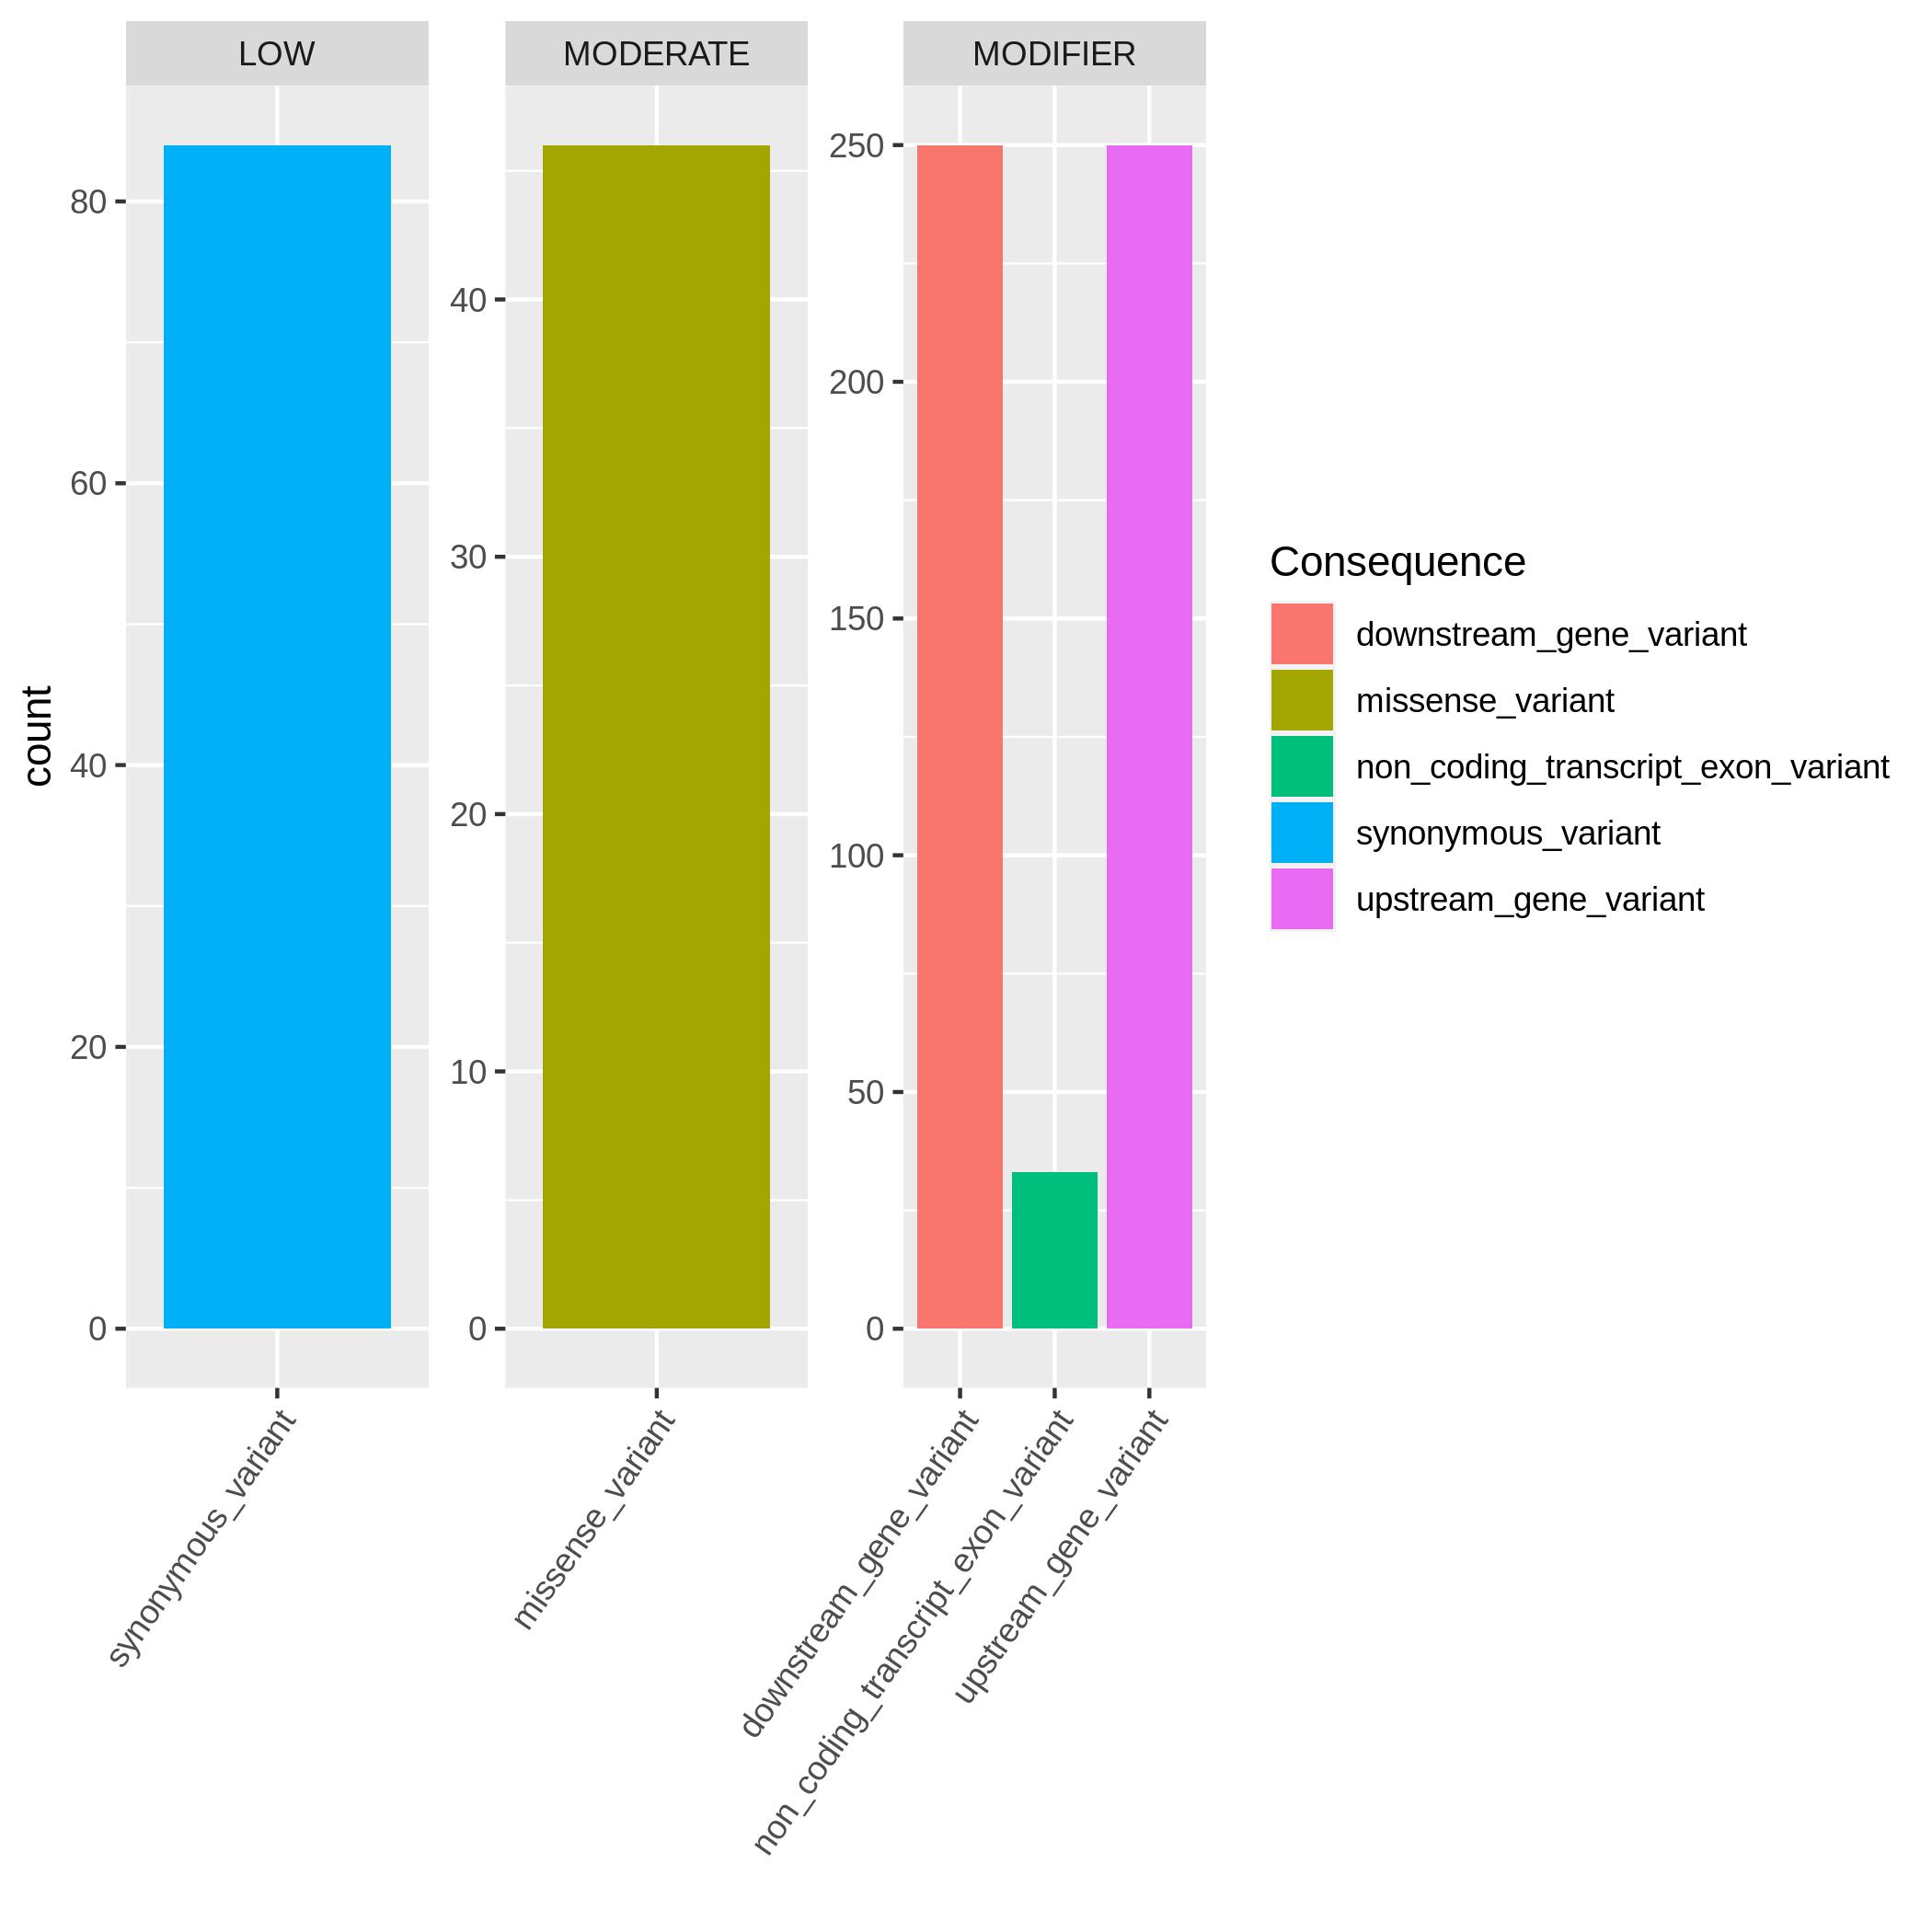 LOW
MODERATE
MODIFIER
count
80
60
40
20
0
40
30
20
10
0
250
200
150
100
50
0
synonymous_variant
missense_variant
downstream_gene_variant
non_coding_transcript_exon_variant
upstream_gene_variant
Consequence
downstream_gene_variant
missense_variant
non_coding_transcript_exon_variant
synonymous_variant
upstream_gene_variant